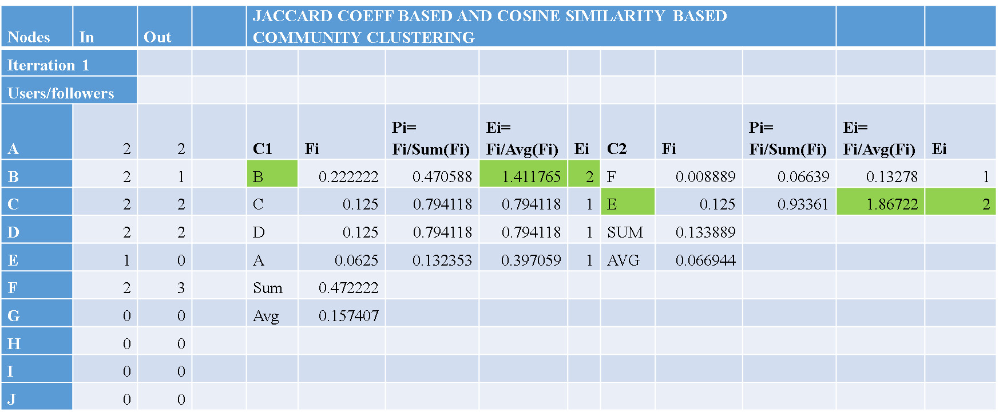 JACCARD COEFF BASED AND COSINE SIMILARITY BASED
Nodes In Out COMMUNITY CLUSTERING
Iterration 1
Users/followers
Pi= Ei= Pi= Ei=
A 2 2 C1 Fi Fi/Sum(Fi) Fi/Avg(Fi) Ei C2 Fi Fi/Sum(Fi) Fi/Avg(Fi) Ei
B 2 1 B 0.222222 0.470588 1.411765 2 F 0.008889 0.06639 0.13278 1
C 2 2 C 0.125 0.794118 0.794118 1 E 0.125 0.93361 1.86722 2
D 2 2 D 0.125 0.794118 0.794118 1 SUM 0.133889
E 1 0 A 0.0625 0.132353 0.397059 1 AVG 0.066944
F 2 3 Sum 0.472222
G 0 0 Avg 0.157407
H 0 0
I 0 0
J 0 0